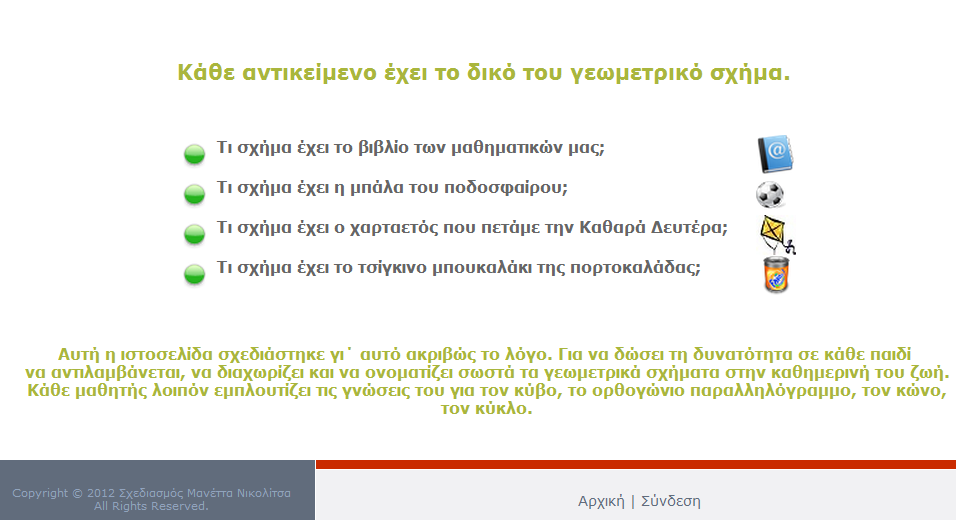 Κάθε αντικείμενο έχει το δικό του γεωμετρικό σχήμα.
Τι σχήμα έχει το βιβλίο των μαθηματικών μας;
Τι σχήμα έχει η μπάλα του ποδοσφαίρου;
Τι σχήμα έχει ο χαρταετός που πετάμε την Καθαρά Δευτέρα;
Τι σχήμα έχει το τσίγκινο μπουκαλάκι της πορτοκαλάδας;
Αυτή η ιστοσελίδα σχεδιάστηκε γι΄ αυτό ακριβώς το λόγο. Για να δώσει τη δυνατότητα σε κάθε παιδί
να αντιλαμβάνεται, να διαχωρίζει και να ονοματίζει σωστά τα γεωμετρικά σχήματα στην καθημερινή του ζωή.
Κάθε μαθητής λοιπόν εμπλουτίζει τις γνώσεις του για τον κύβο, το ορθογώνιο παραλληλόγραμμο, τον κώνο,
τον κύκλο.
Copyright © 2012 Σχεδιασμός Μανέττα Νικολίτσα
All Rights Reserved.
Αρχική | Σύνδεση